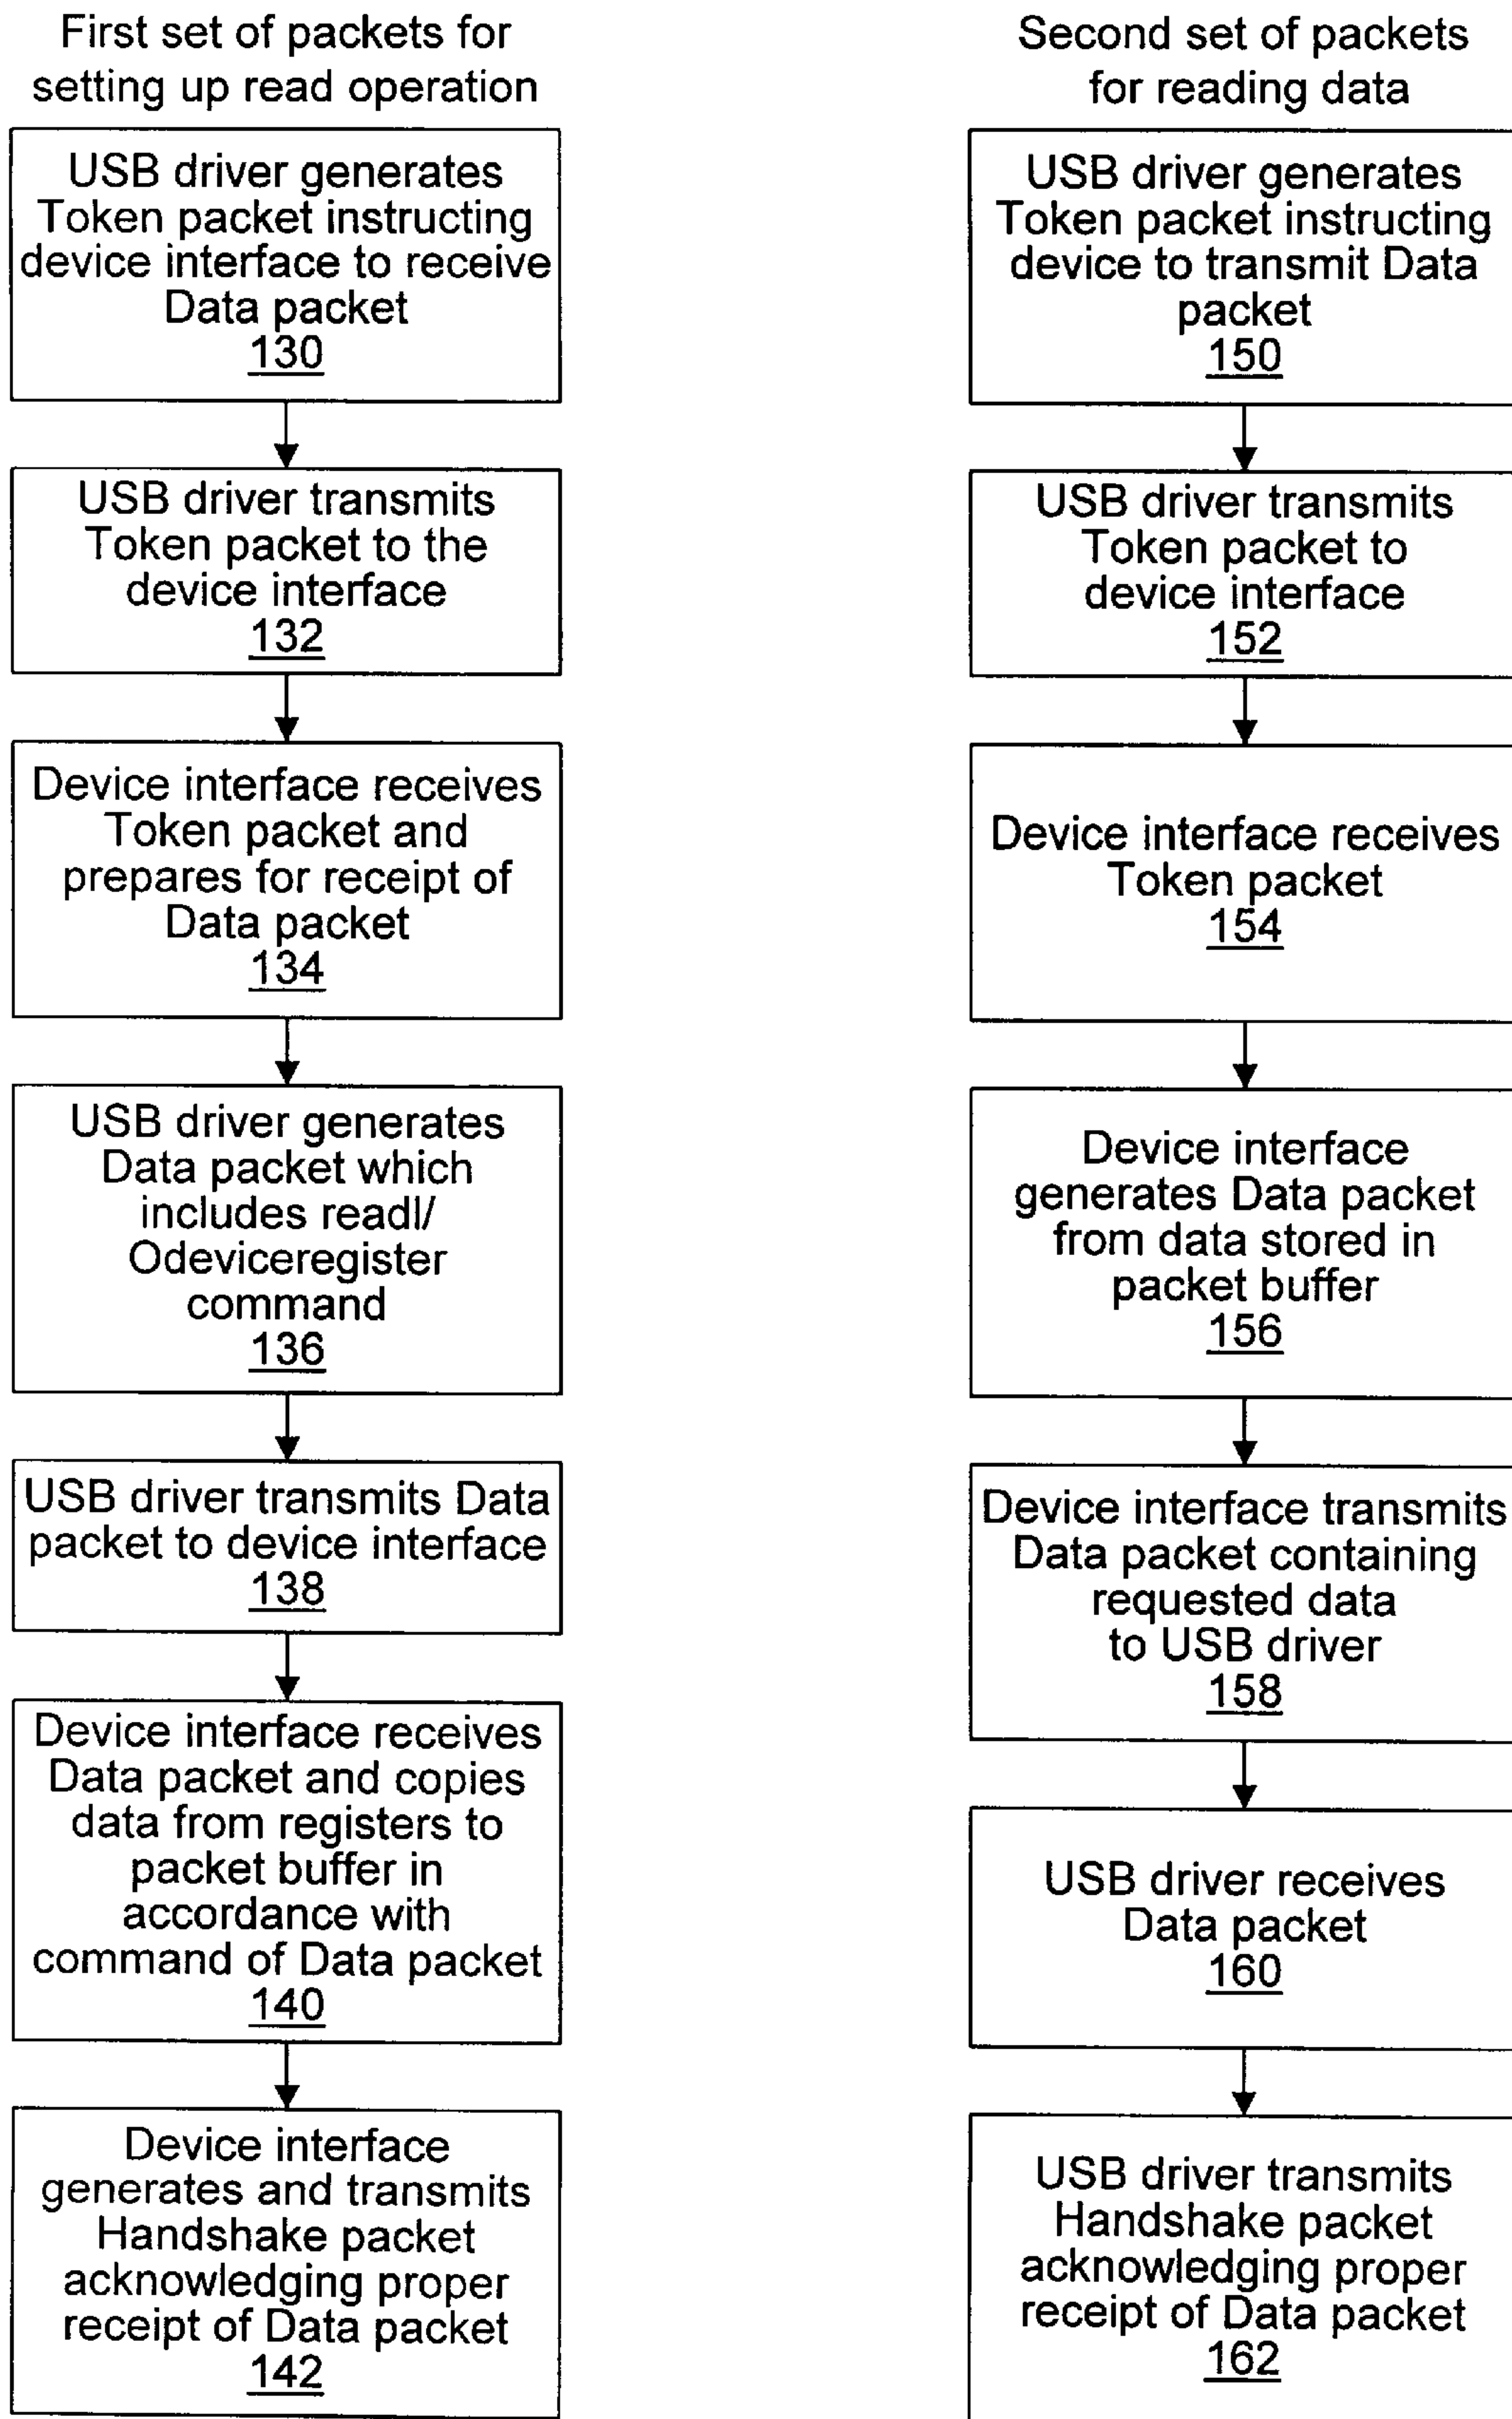 First set of packets for
setting up read operation
USB driver generates
Token packet instructing
device interface to receive
Data packet
130
USB driver transmits
Token packet to the
device interface
132
Device interface receives
Token packet and
prepares for receipt of
Data packet
134
USB driver generates
Data packet which
includes readI/
Odeviceregister
command
136
USB driver transmits Data
packet to device interface
138
Device interface receives
Data packet and copies
data from registers to
packet buffer in
accordance with
command of Data packet
140
Device interface
generates and transmits
Handshake packet
acknowledging proper
receipt of Data packet
142
Second set of packets
for reading data
USB driver generates
Token packet instructing
device to transmit Data
packet
150
USB driver transmits
Token packet to
device interface
152
Device interface receives
Token packet
154
Device interface
generates Data packet
from data stored in
packet buffer
156
Device interface transmits
Data packet containing
requested data
to USB driver
158
USB driver receives
Data packet
160
USB driver transmits
Handshake packet
acknowledging proper
receipt of Data packet
162